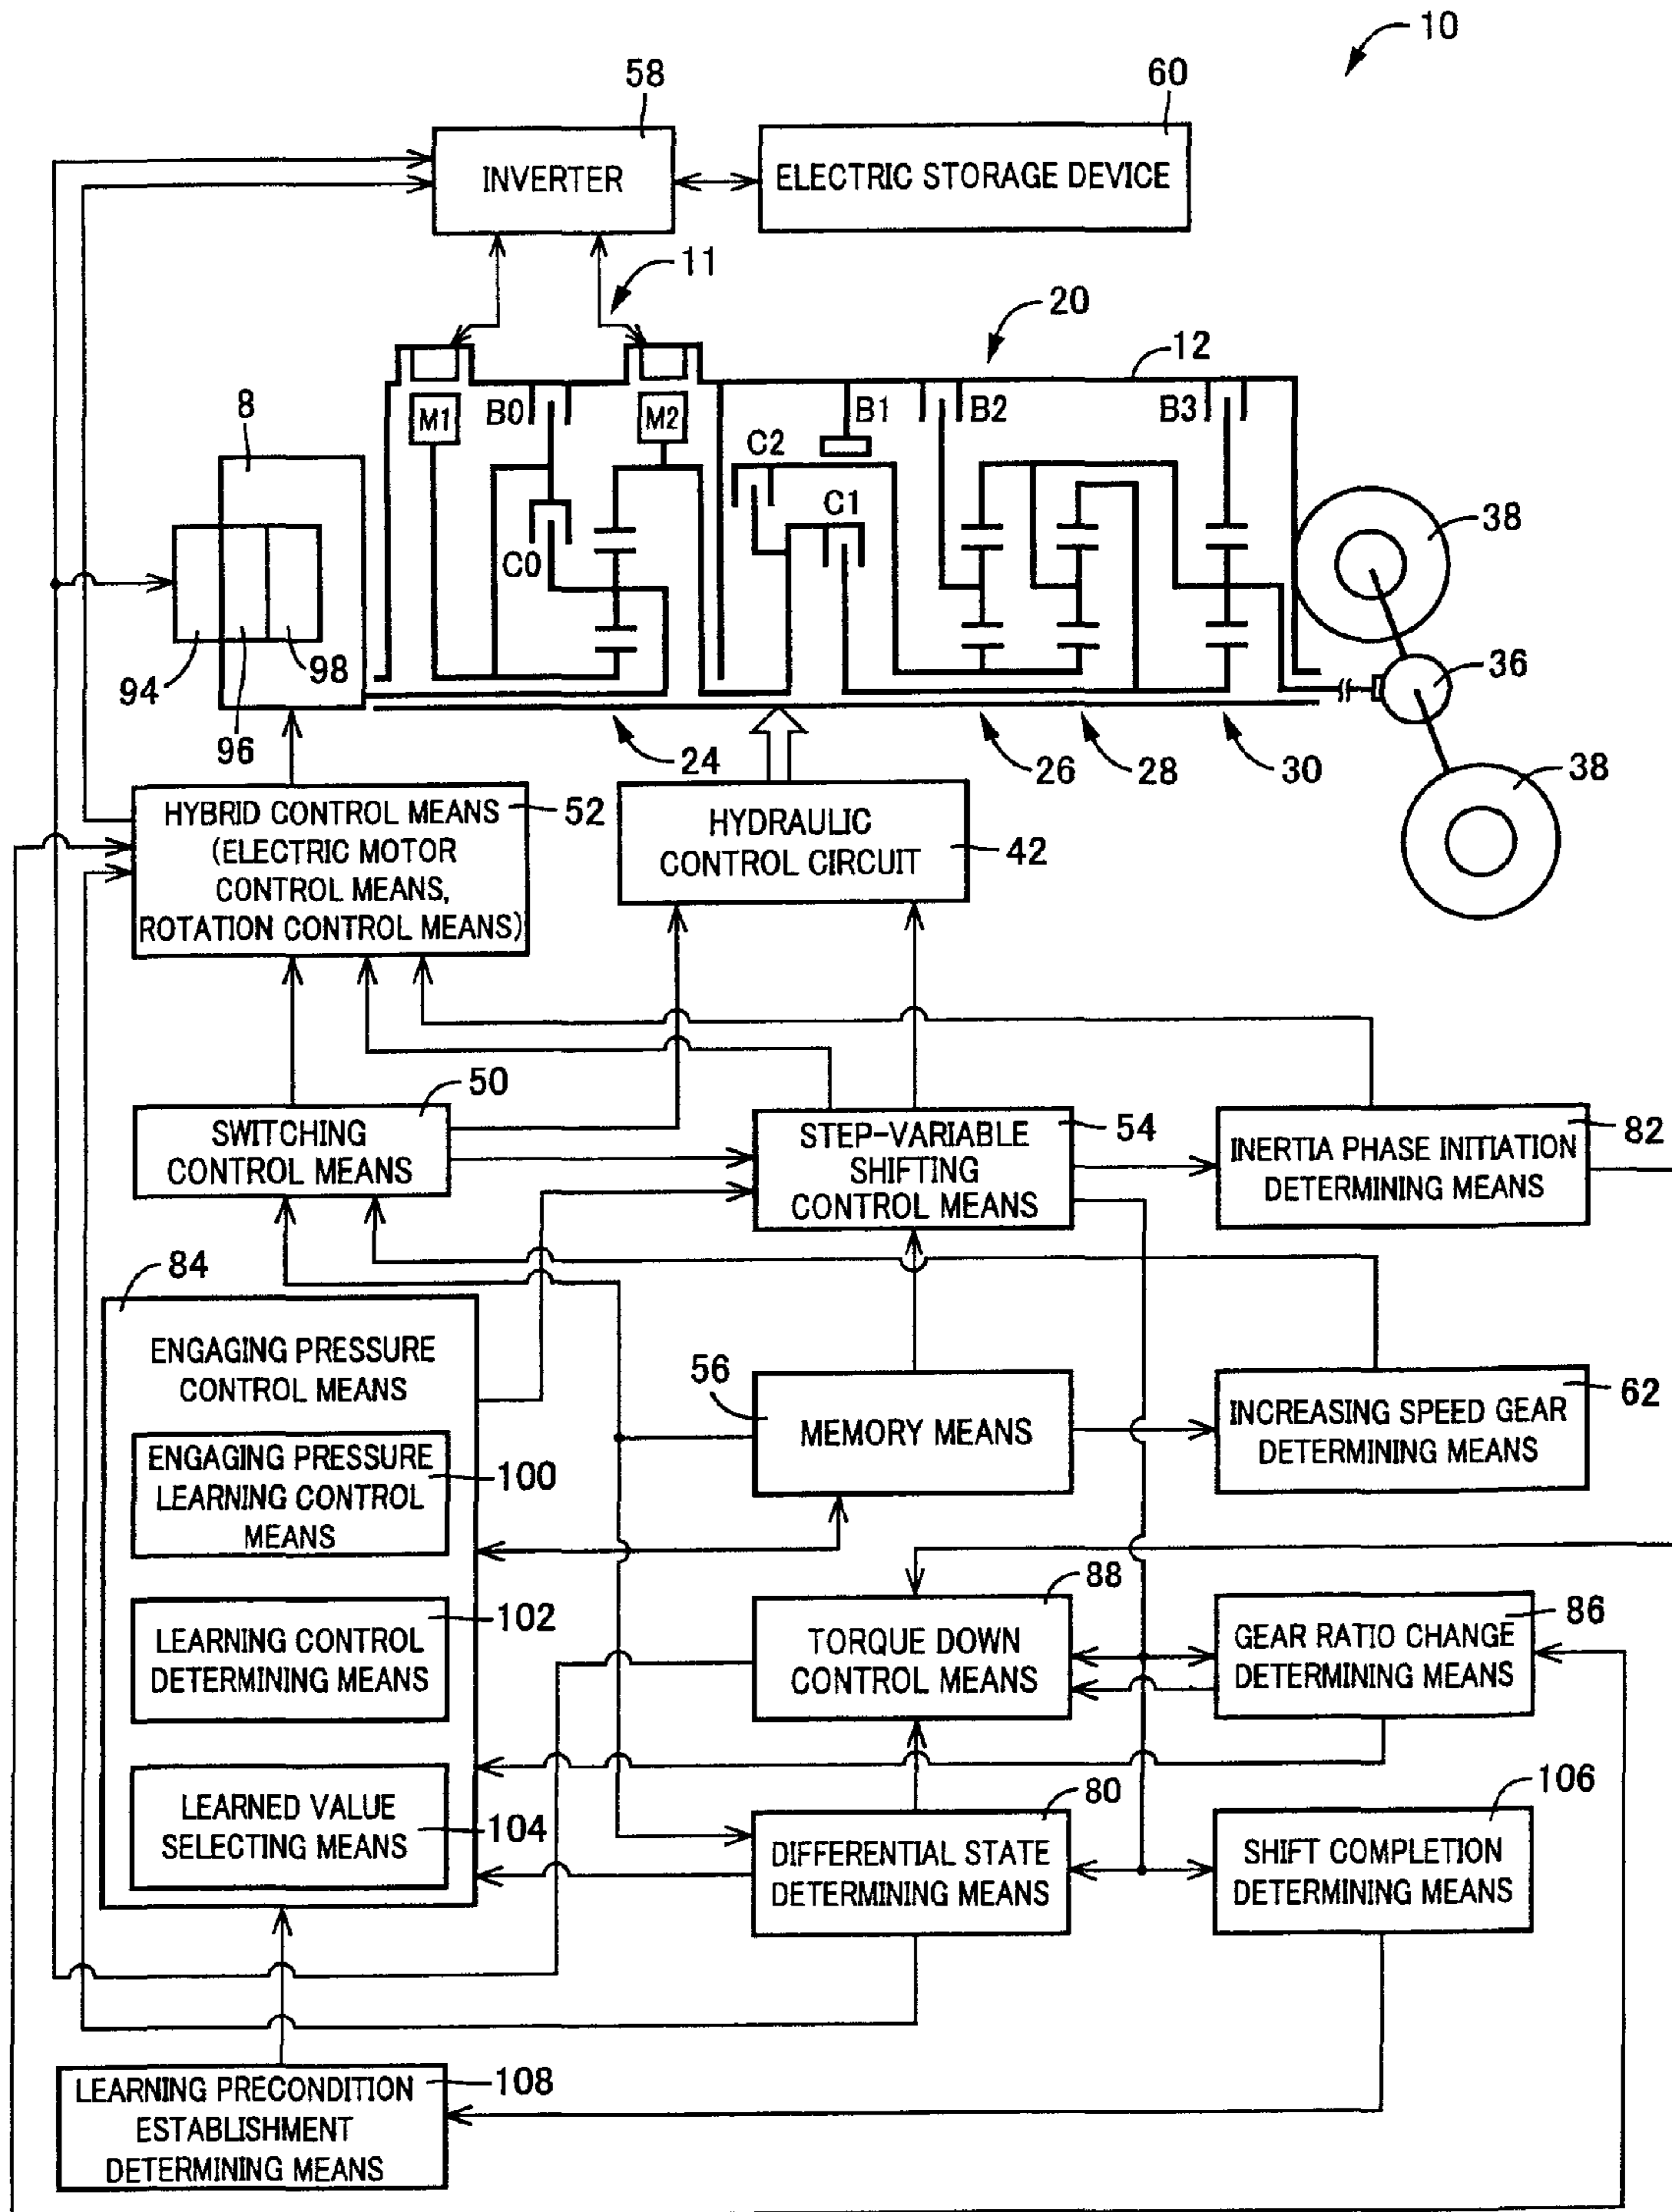 10
58
60
INVERTER
ELECTRIC STORAGE DEVICE
11
20
12
8
M1
B0
M2
B1
B2
B3
C2
C1
C0
38
94
96
98
36
24
26
28
30
38
HYBRID CONTROL MEANS
(ELECTRIC MOTOR
CONTROL MEANS,
ROTATION CONTROL MEANS)
52
HYDRAULIC
CONTROL CIRCUIT
42
50
SWITCHING
CONTROL MEANS
STEP-VARIABLE
SHIFTING
CONTROL MEANS
54
INERTIA PHASE INITIATION
DETERMINING MEANS
82
84
ENGAGING PRESSURE
CONTROL MEANS
56
MEMORY MEANS
INCREASING SPEED GEAR
DETERMINING MEANS
62
ENGAGING PRESSURE
LEARNING CONTROL
MEANS
100
LEARNING CONTROL
DETERMINING MEANS
102
88
TORQUE DOWN
CONTROL MEANS
GEAR RATIO CHANGE
DETERMINING MEANS
86
LEARNED VALUE
SELECTING MEANS
104
80
DIFFERENTIAL STATE
DETERMINING MEANS
106
SHIFT COMPLETION
DETERMINING MEANS
LEARNING PRECONDITION
ESTABLISHMENT
DETERMINING MEANS
108